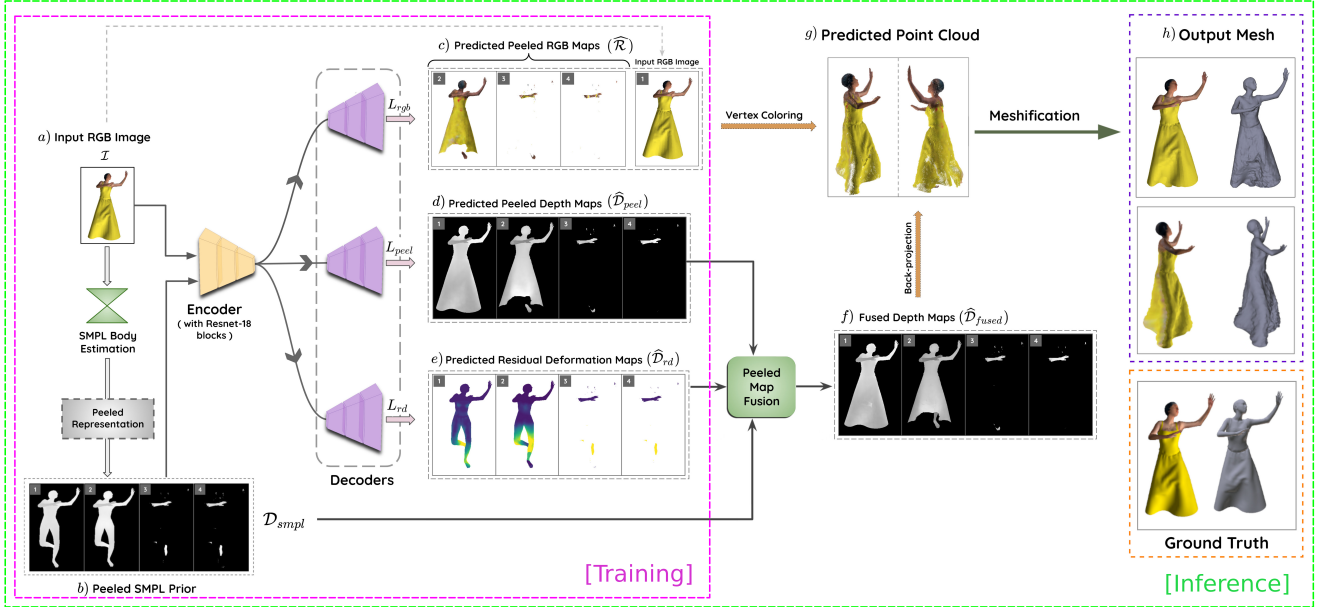 a) Input RGB Image
I
SMPL Body
Estimation
Peeled
Representation
1 2 3 4
b) Peeled SMPL Prior
D_smpl
Encoder
( with Resnet-18
blocks )
Decoders
L_rgb
L_peel
L_rd
c) Predicted Peeled RGB Maps (R̂)
Input RGB Image
2 3 4 1
d) Predicted Peeled Depth Maps (D̂_peel)
1 2 3 4
e) Predicted Residual Deformation Maps (D̂_rd)
1 2 3 4
[Training]
Peeled
Map
Fusion
Vertex Coloring
g) Predicted Point Cloud
Back-projection
f) Fused Depth Maps (D̂_fused)
1 2 3 4
Meshification
h) Output Mesh
Ground Truth
[Inference]